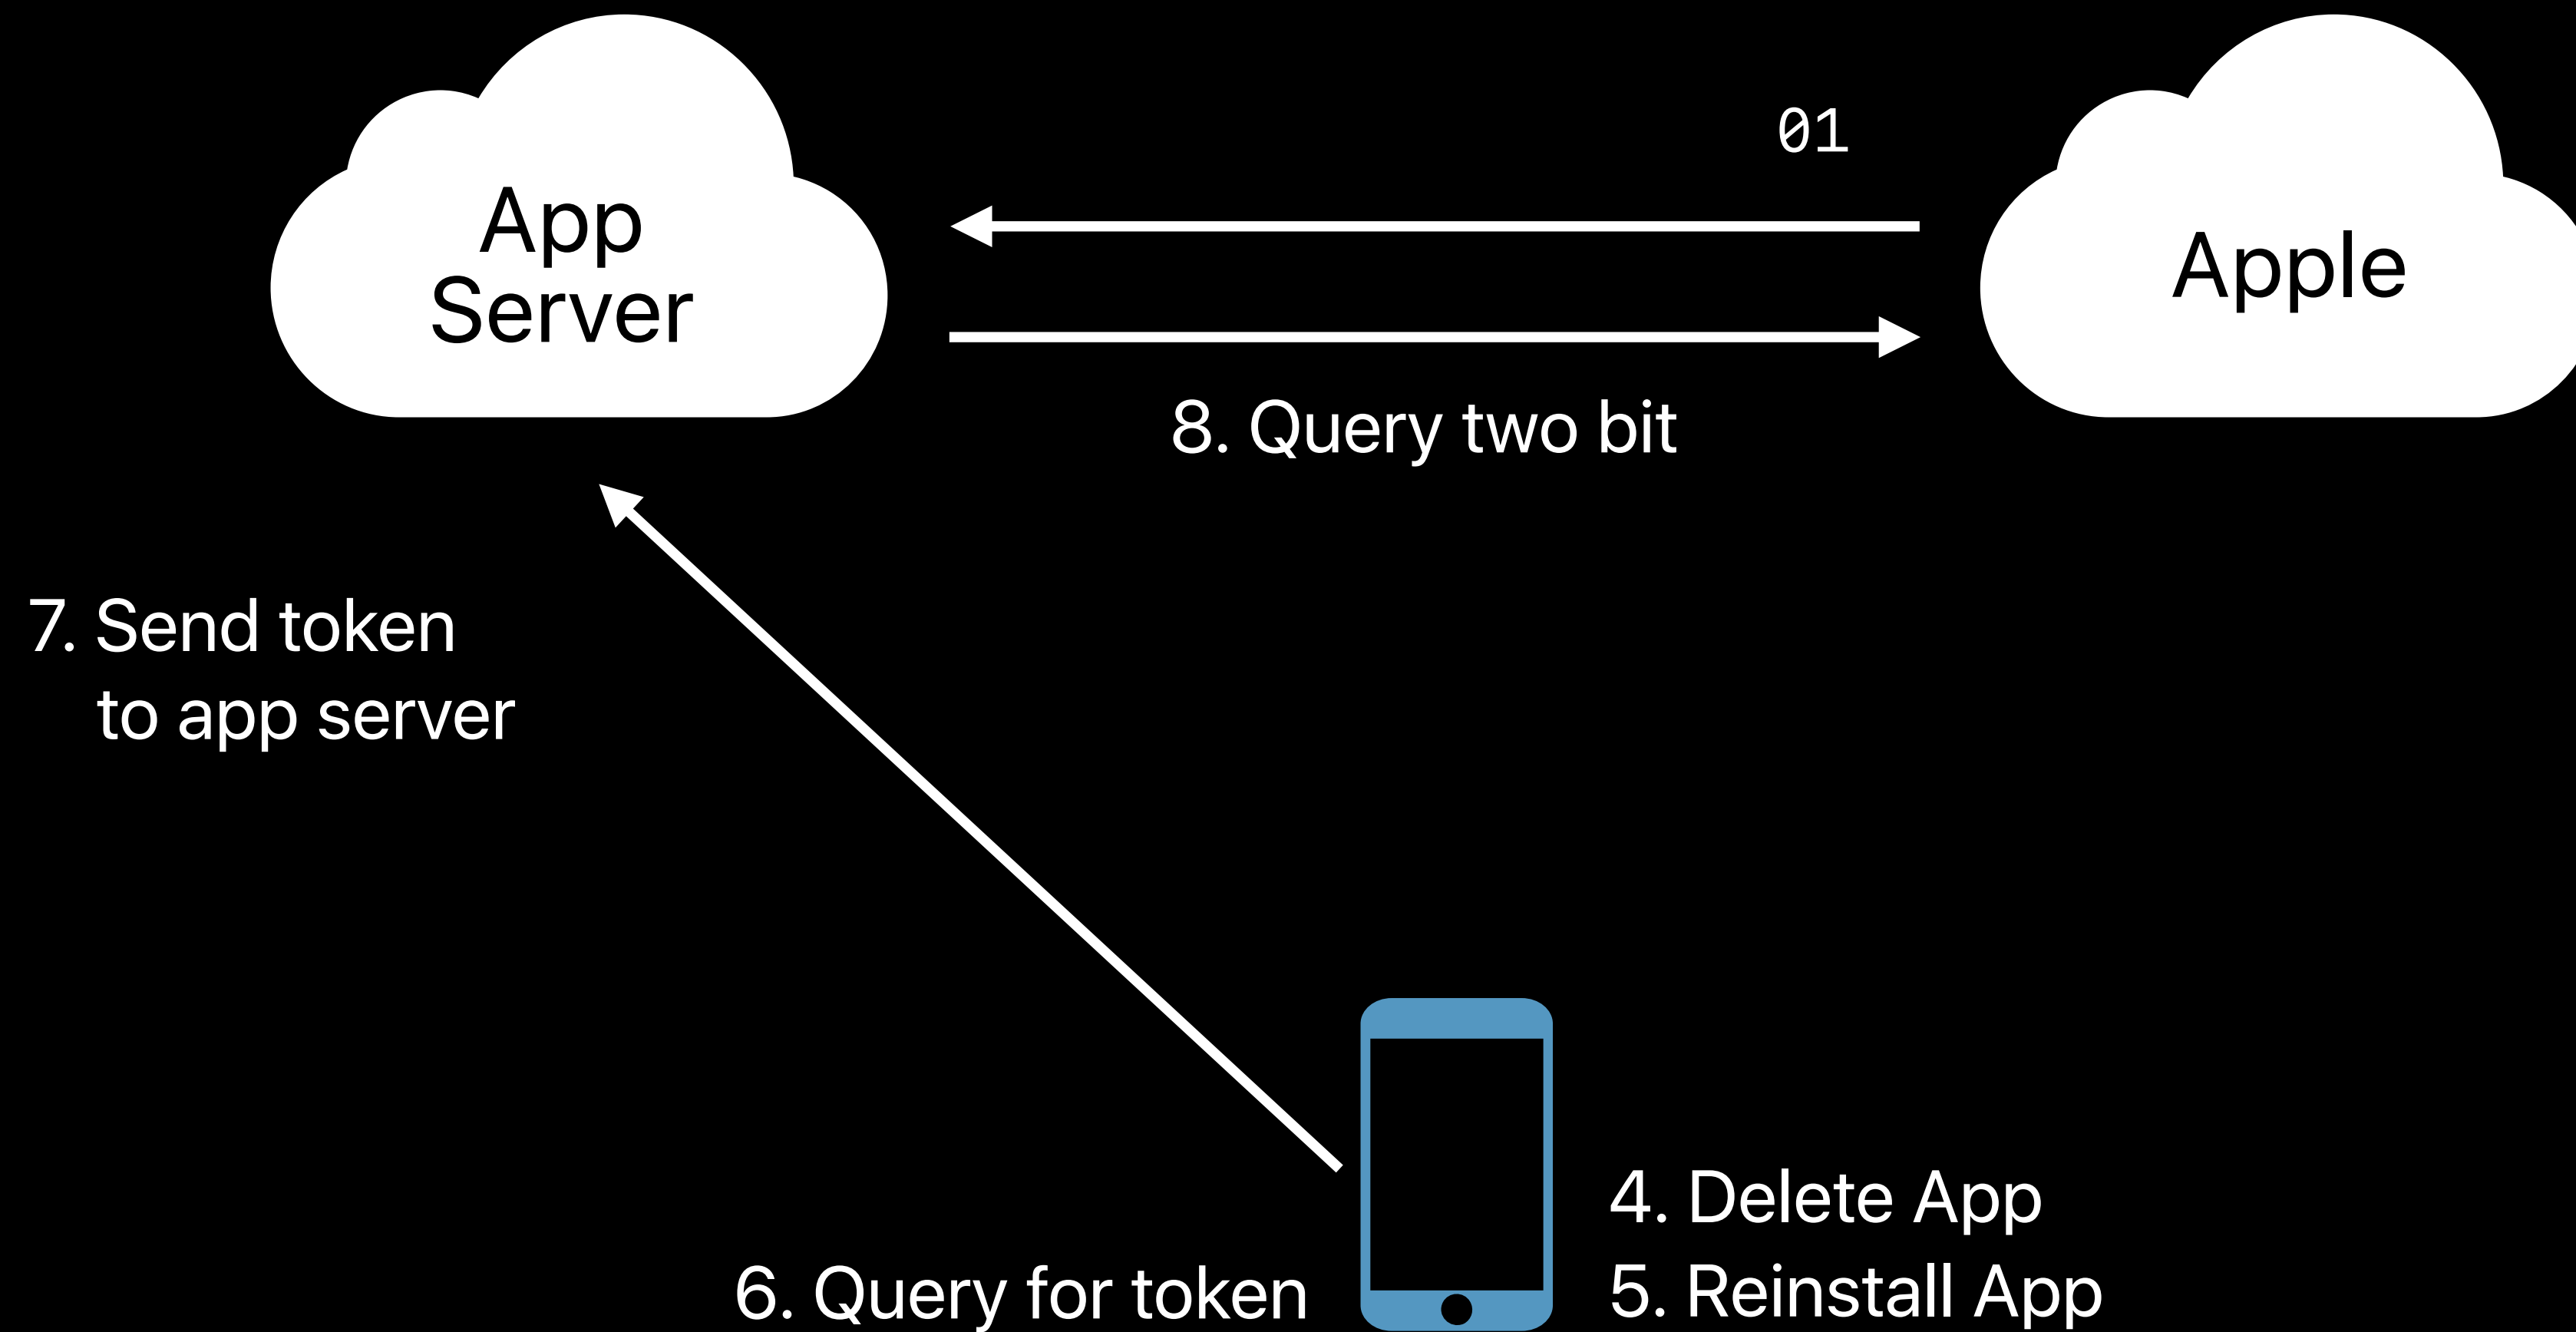 App
Server
01
Apple
8. Query two bit
7. Send token
to app server
4. Delete App
5. Reinstall App
6. Query for token